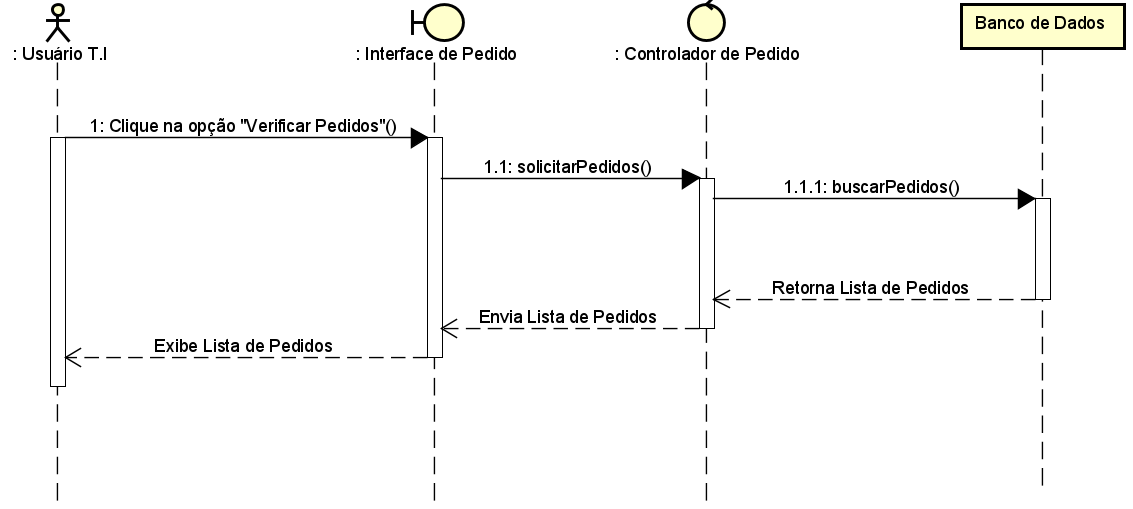 Banco de Dados
: Usuário T.I
: Interface de Pedido
: Controlador de Pedido
1: Clique na opção "Verificar Pedidos"()
1.1: solicitarPedidos()
1.1.1: buscarPedidos()
Retorna Lista de Pedidos
Envia Lista de Pedidos
Exibe Lista de Pedidos